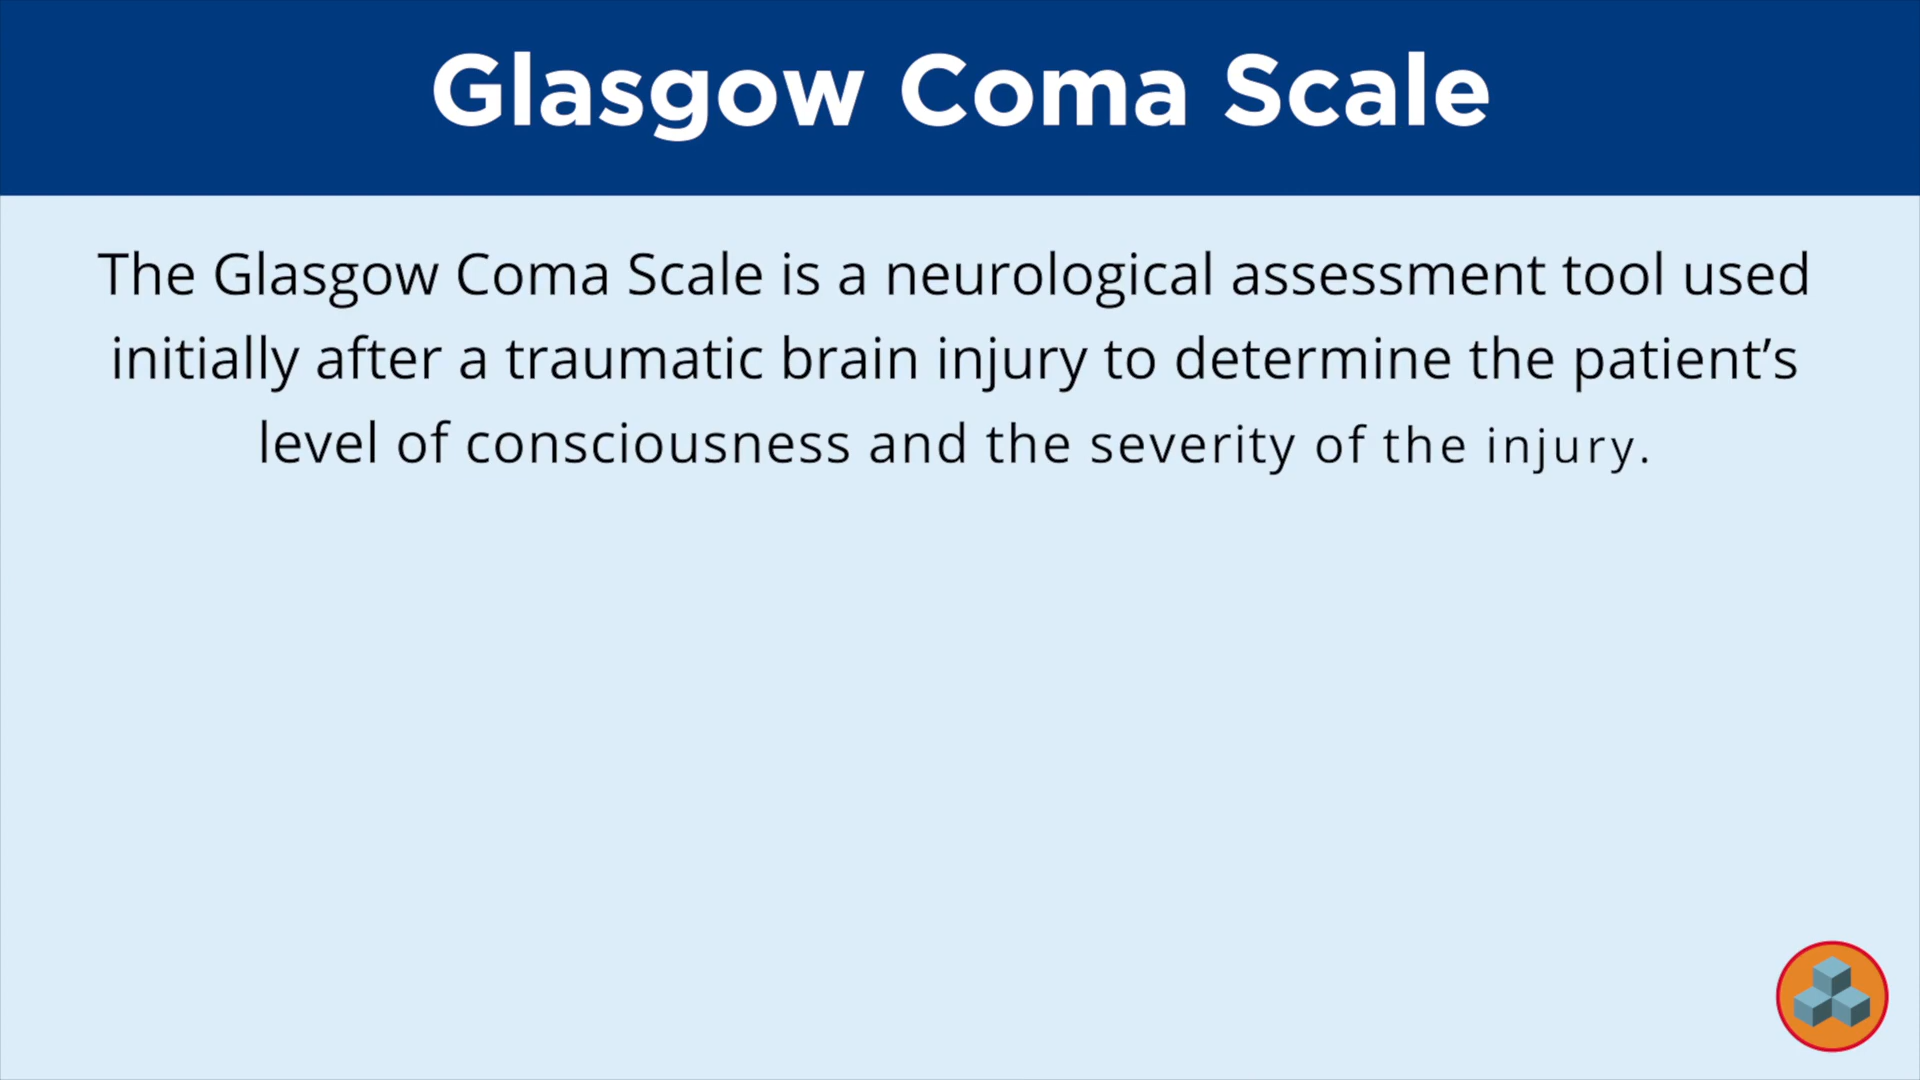 Glasgow Coma Scale
The Glasgow Coma Scale is a neurological assessment tool used
initially after a traumatic brain injury to determine the patient’s
level of consciousness and the severity of the injury.